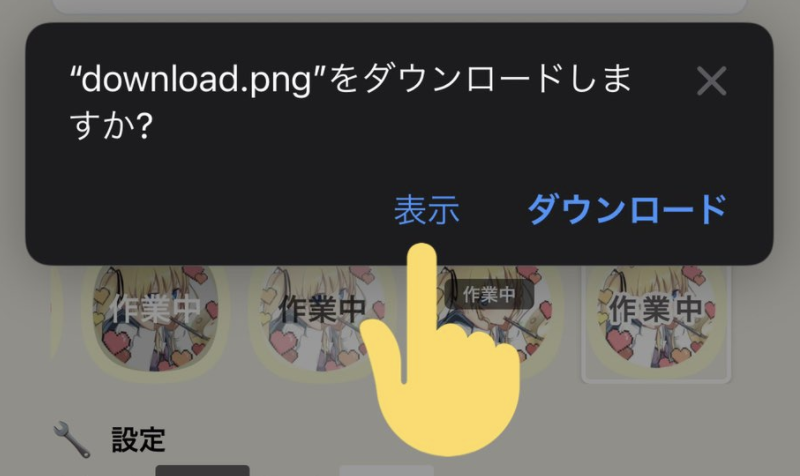 “download.png”をダウンロードしま
すか?
表示 ダウンロード
作業中 作業中 作業中 作業中
設定